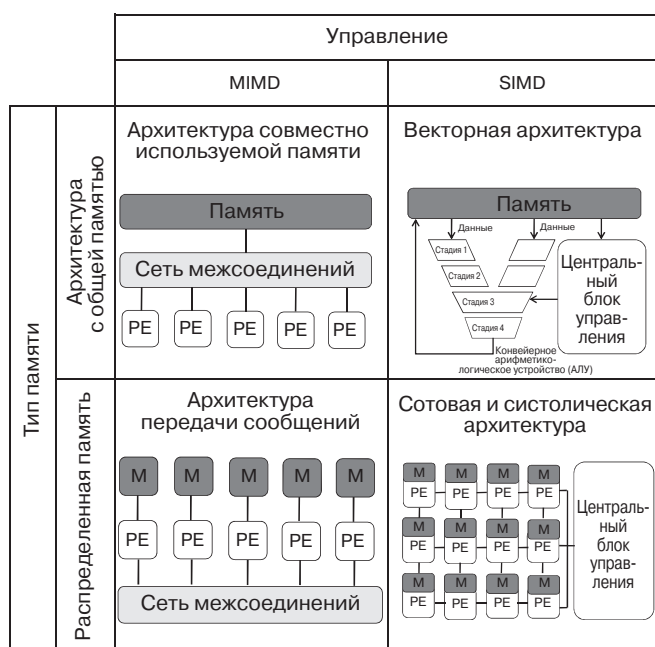 Управление
MIMD
SIMD
Тип памяти
Архитектура
с общей памятью
Архитектура совместно
используемой памяти
Память
Сеть межсоединений
PE PE PE PE PE
Векторная архитектура
Память
Данные Данные
Стадия 1
Стадия 2
Стадия 3
Стадия 4
Централь-
ный
блок
управ-
ления
Конвейерное
арифметико-
логическое устройство (АЛУ)
Распределенная память
Архитектура
передачи сообщений
M M M M M
PE PE PE PE PE
Сеть межсоединений
Сотовая и систолическая
архитектура
M M M M
PE PE PE PE
M M M M
PE PE PE PE
M M M M
PE PE PE PE
Централь-
ный
блок
управ-
ления